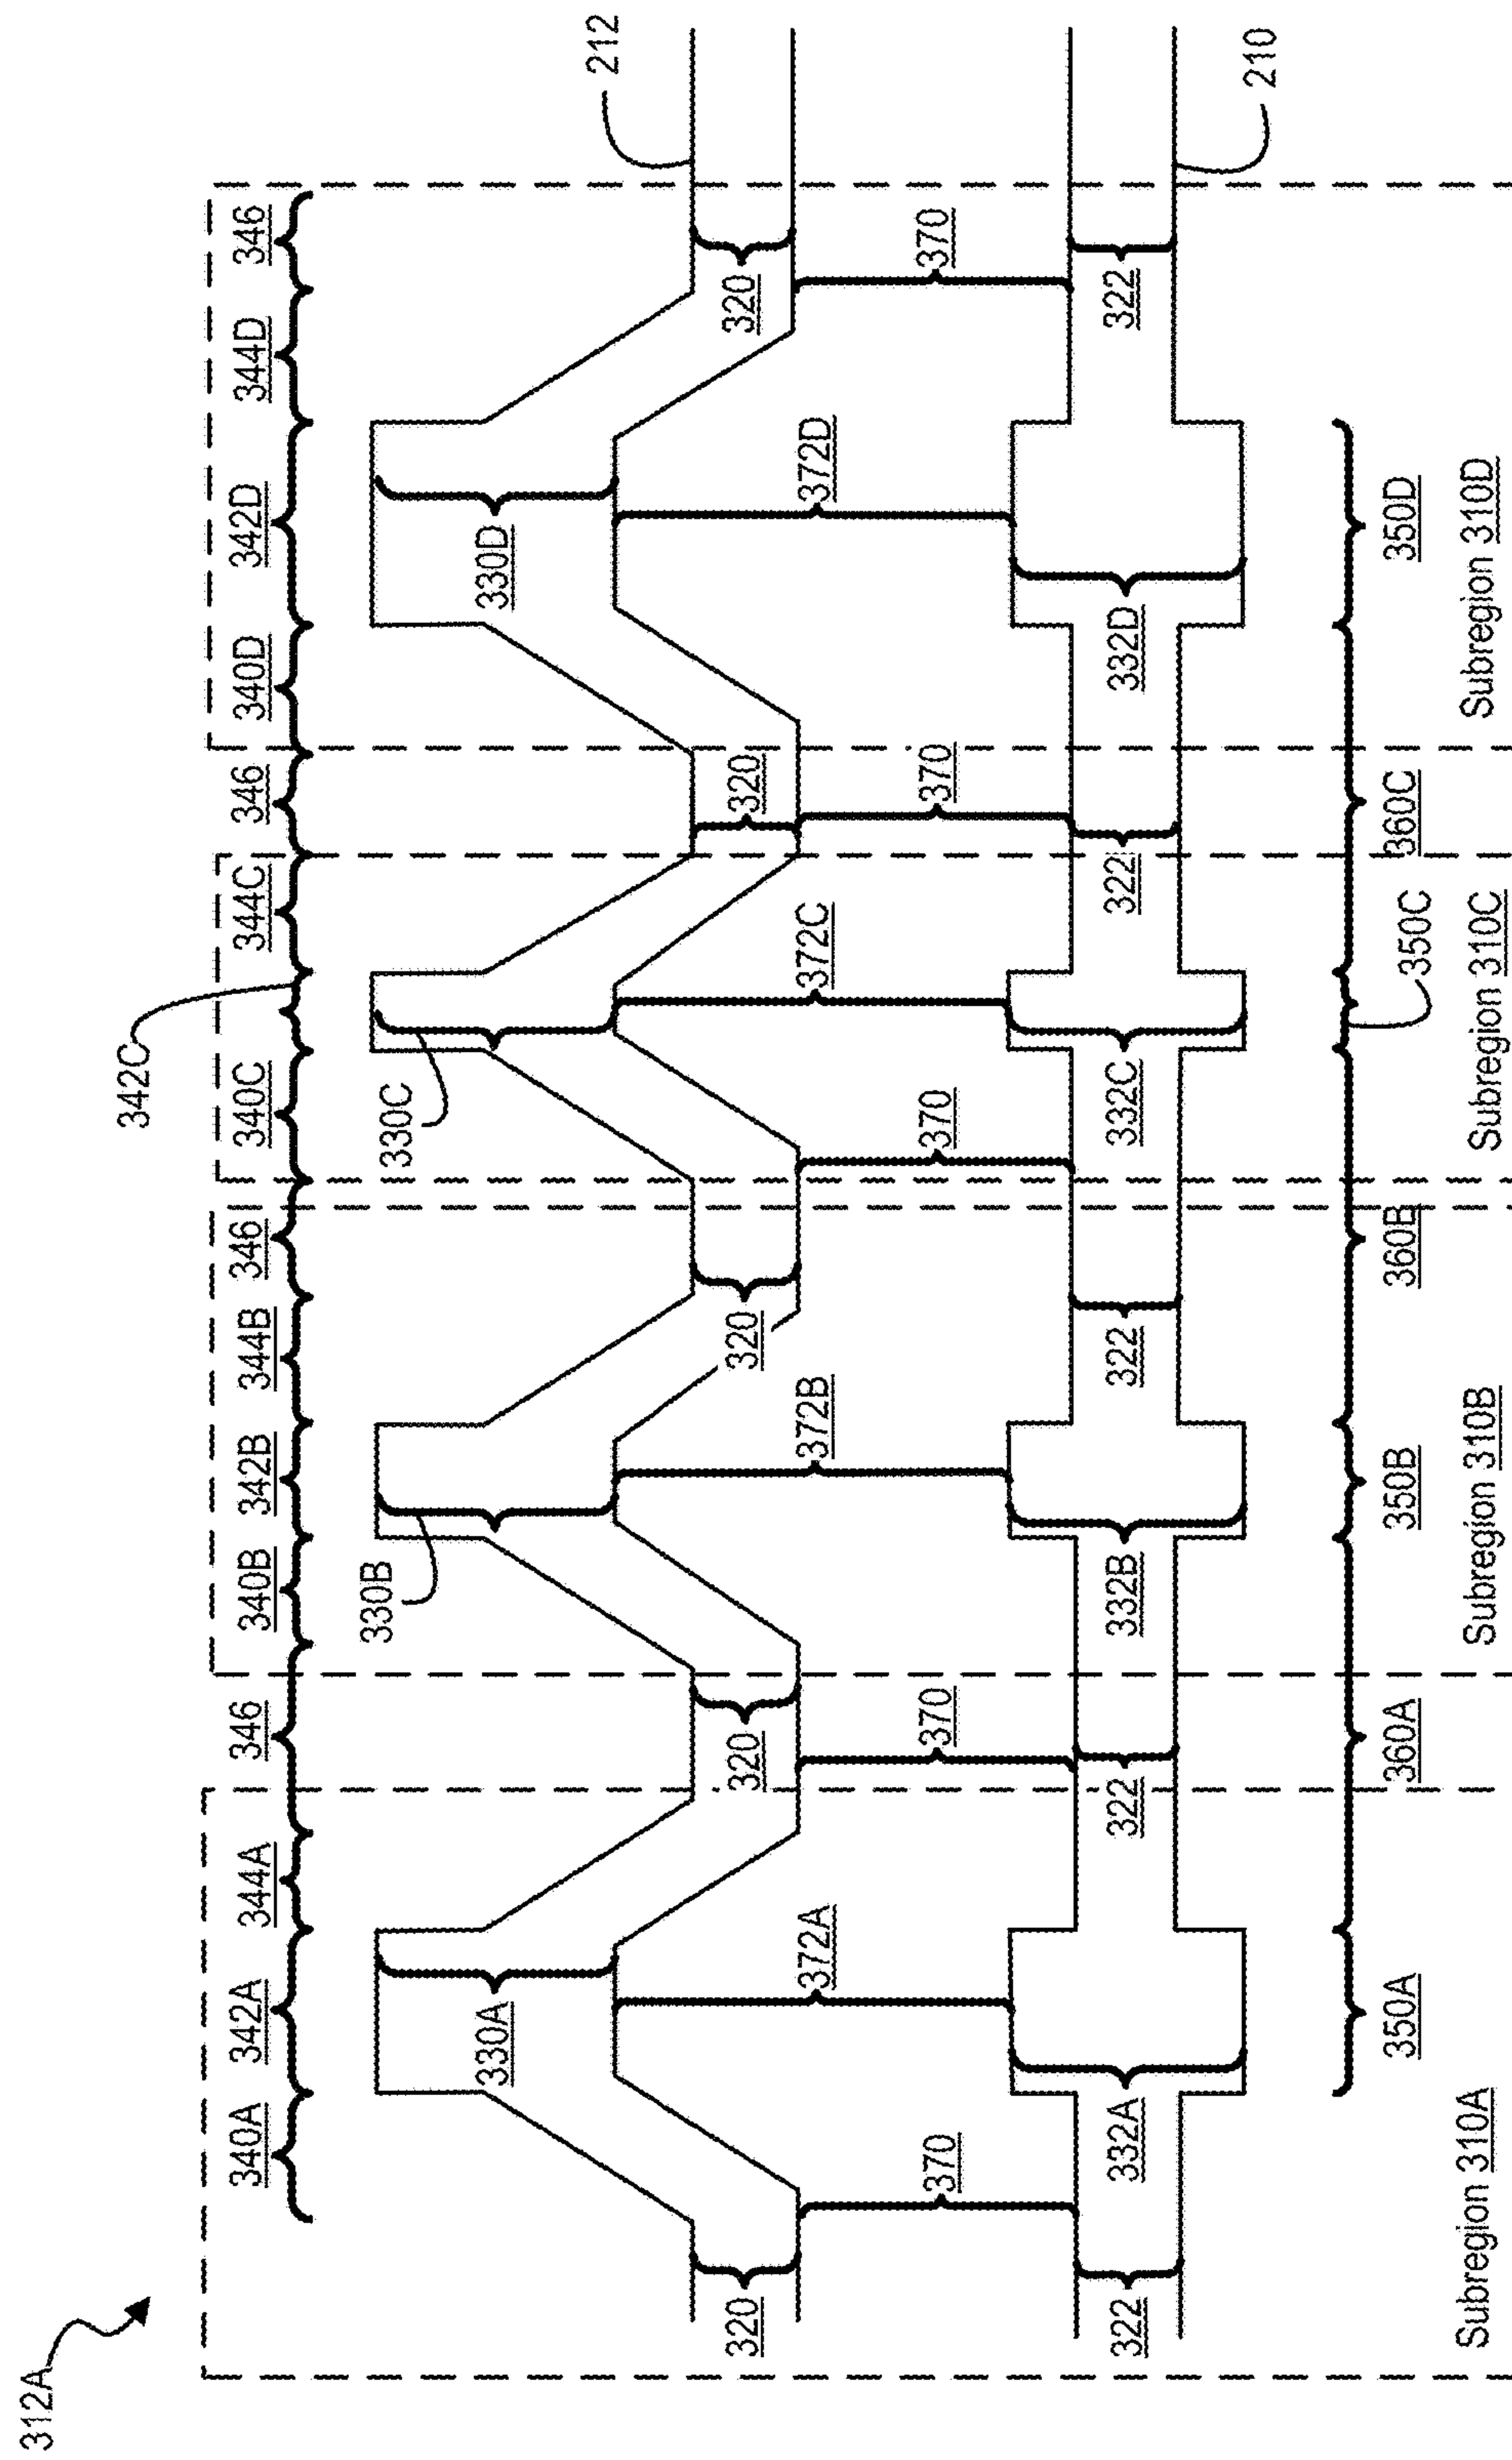 312A
340A
342A
344A
346
340B
342B
344B
346
340C
342C
344C
346
340D
342D
344D
346
330A
330B
330C
330D
212
320
320
320
320
320
370
372A
370
372B
370
372C
370
372D
370
322
332A
322
332B
322
332C
322
332D
322
210
350A
360A
350B
360B
350C
360C
350D
Subregion 310A
Subregion 310B
Subregion 310C
Subregion 310D